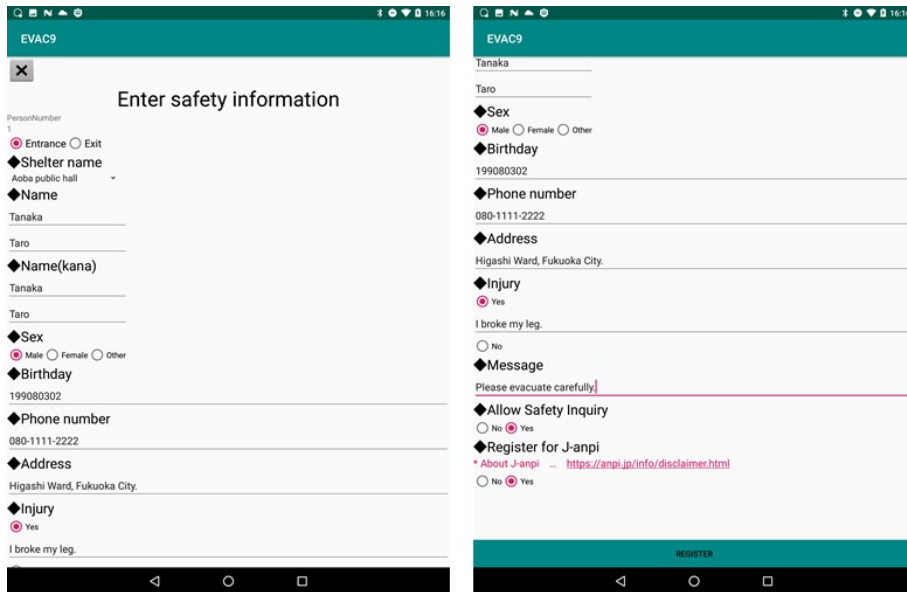 16:16
EVAC9
Enter safety information
PersonNumber
1
Entrance Exit
◆Shelter name
Aoba public hall
◆Name
Tanaka
Taro
◆Name(kana)
Tanaka
Taro
◆Sex
Male Female Other
◆Birthday
199080302
◆Phone number
080-1111-2222
◆Address
Higashi Ward, Fukuoka City.
◆Injury
Yes
I broke my leg.
16:16
EVAC9
Tanaka
Taro
◆Sex
Male Female Other
◆Birthday
199080302
◆Phone number
080-1111-2222
◆Address
Higashi Ward, Fukuoka City.
◆Injury
Yes
I broke my leg.
No
◆Message
Please evacuate carefully.
◆Allow Safety Inquiry
No Yes
◆Register for J-anpi
* About J-anpi ... https://anpi.jp/info/disclaimer.html
No Yes
REGISTER